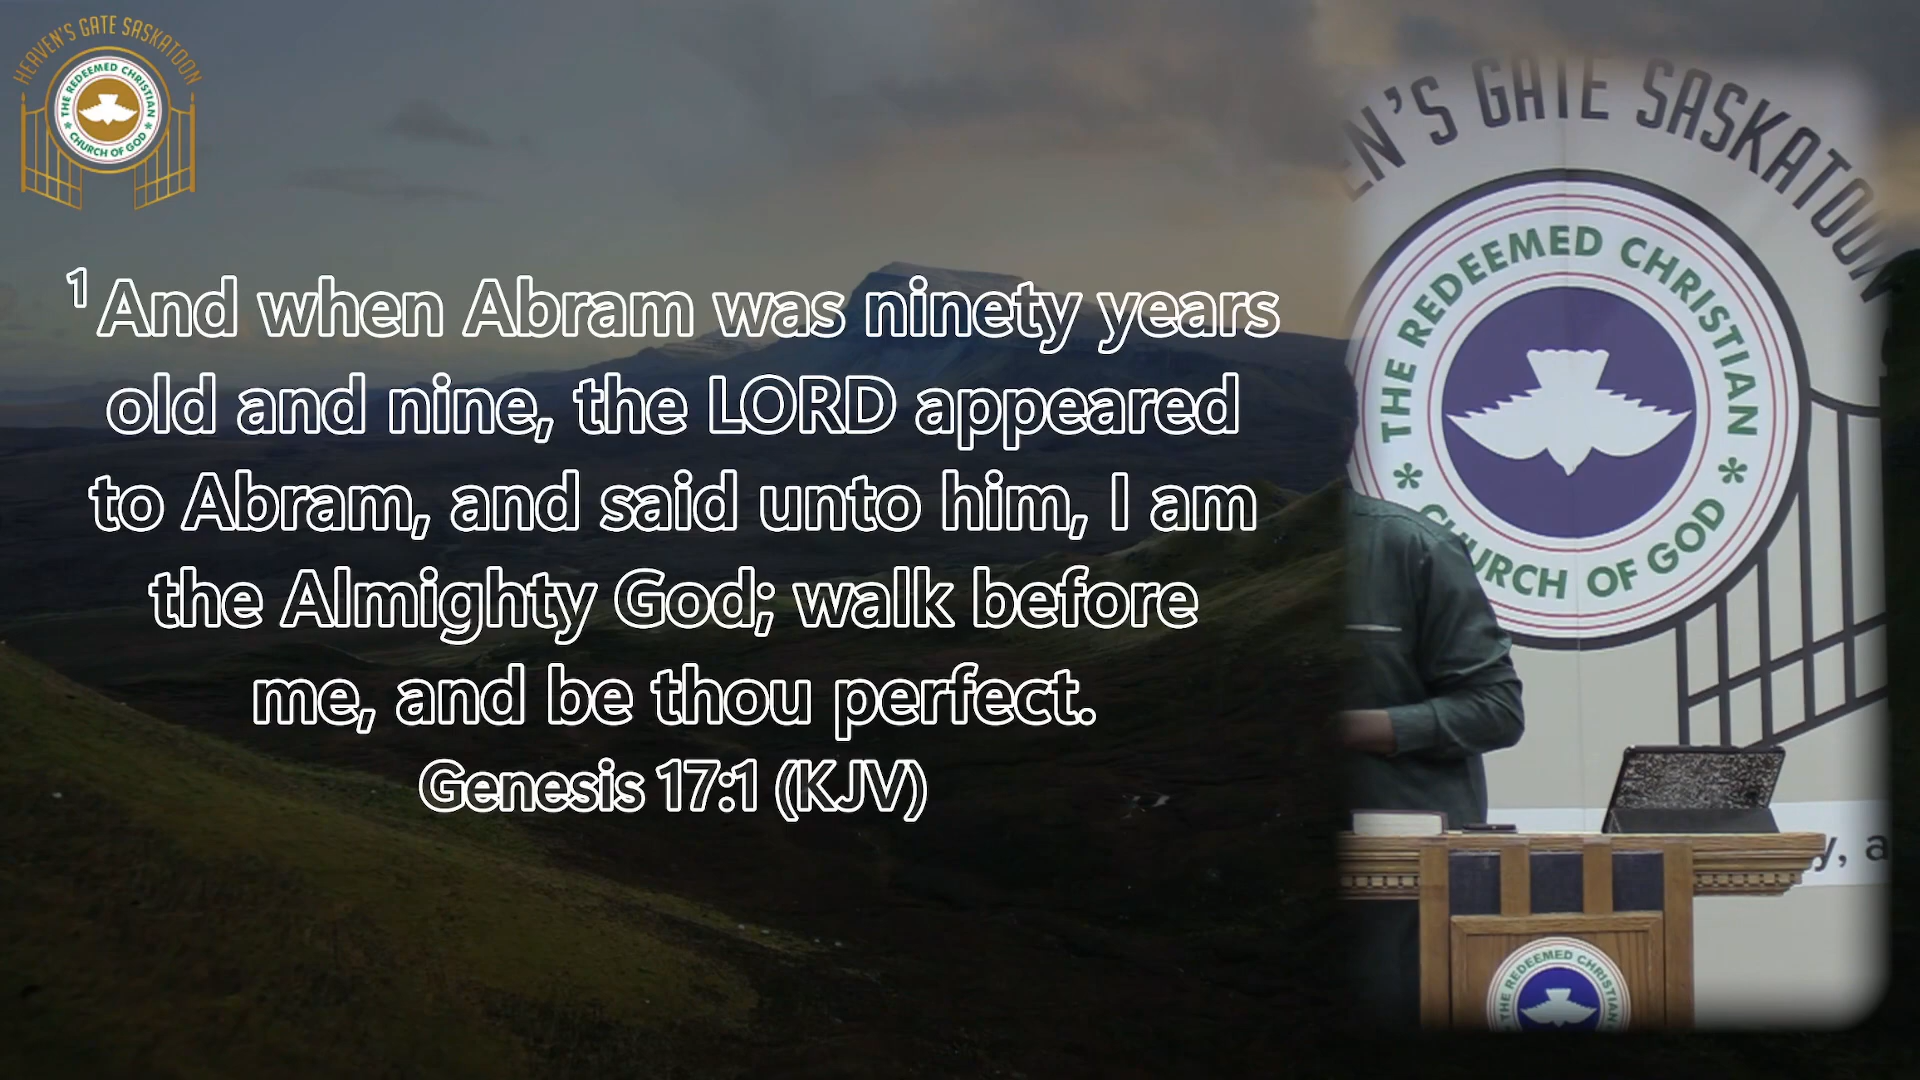 HEAVEN'S GATE SASKATOON
THE REDEEMED CHRISTIAN
CHURCH OF GOD
1 And when Abram was ninety years
old and nine, the LORD appeared
to Abram, and said unto him, I am
the Almighty God; walk before
me, and be thou perfect.
Genesis 17:1 (KJV)
EN'S GATE SASKATOON
THE REDEEMED CHRISTIAN
CHURCH OF GOD
y, a
THE REDEEMED CHRISTIAN